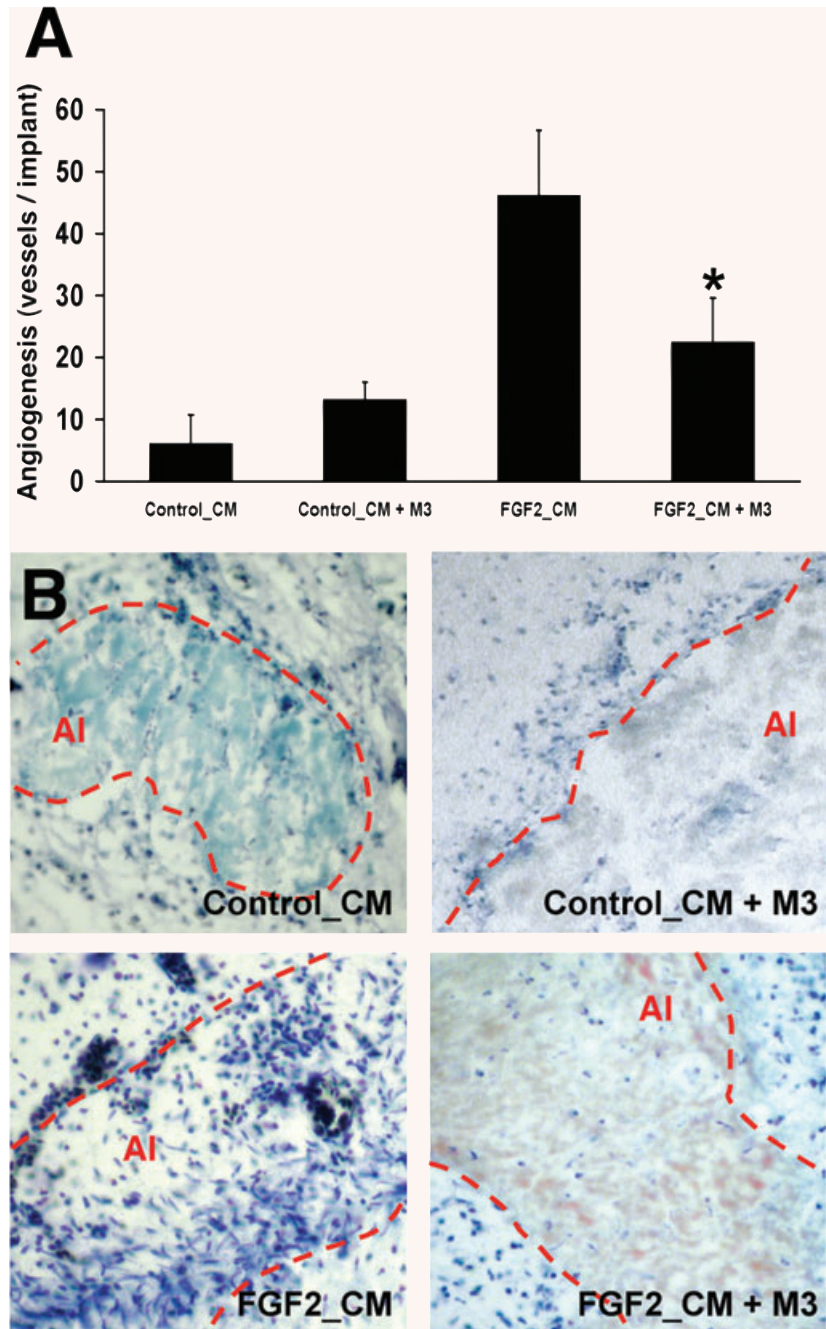 A
Angiogenesis (vessels / implant)
60
50
40
30
20
10
0
*
Control_CM
Control_CM + M3
FGF2_CM
FGF2_CM + M3
B
AI
Control_CM
AI
Control_CM + M3
AI
FGF2_CM
AI
FGF2_CM + M3